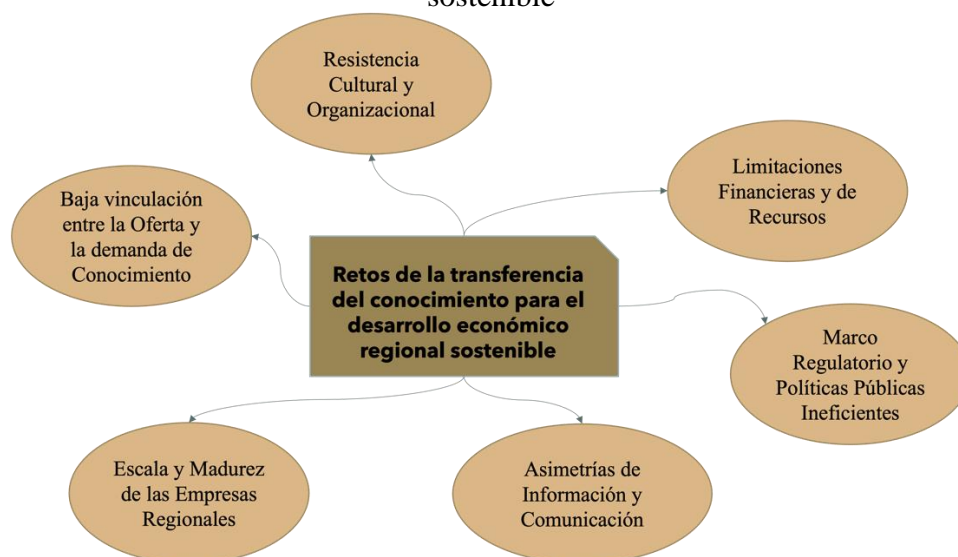 sostenible
Resistencia
Cultural y
Organizacional
Limitaciones
Financieras y de
Recursos
Baja vinculación
entre la Oferta y
la demanda de
Conocimiento
Retos de la transferencia
del conocimiento para el
desarrollo económico
regional sostenible
Marco
Regulatorio y
Políticas Públicas
Ineficientes
Escala y Madurez
de las Empresas
Regionales
Asimetrías de
Información y
Comunicación